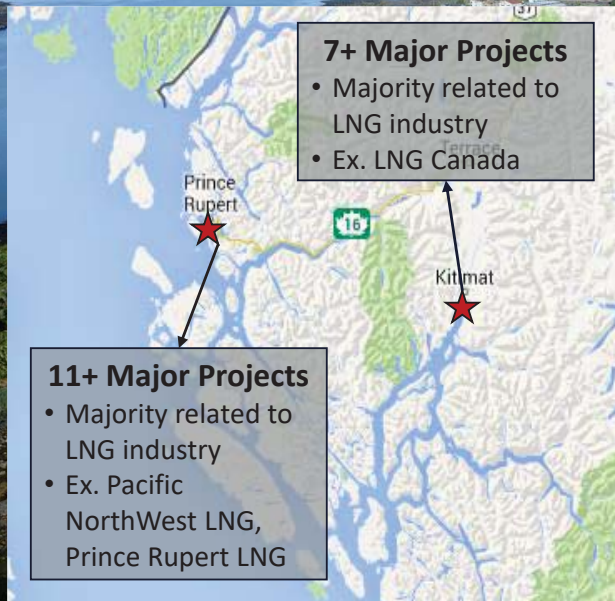 37
7+ Major Projects
• Majority related to
LNG industry
• Ex. LNG Canada
Terrace
Prince
Rupert
16
Kitimat
11+ Major Projects
• Majority related to
LNG industry
• Ex. Pacific
NorthWest LNG,
Prince Rupert LNG